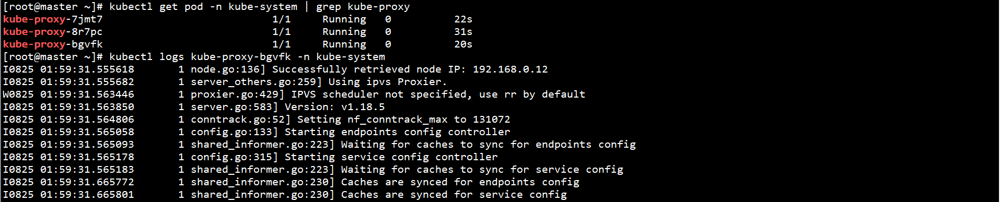 [root@master ~]# kubectl get pod -n kube-system | grep kube-proxy
kube-proxy-7jmt7                           1/1     Running   0          22s
kube-proxy-8r7pc                           1/1     Running   0          31s
kube-proxy-bgvfk                           1/1     Running   0          20s
[root@master ~]# kubectl logs kube-proxy-bgvfk -n kube-system
I0825 01:59:31.555618       1 node.go:136] Successfully retrieved node IP: 192.168.0.12
I0825 01:59:31.555682       1 server_others.go:259] Using ipvs Proxier.
W0825 01:59:31.563446       1 proxier.go:429] IPVS scheduler not specified, use rr by default
I0825 01:59:31.563850       1 server.go:583] Version: v1.18.5
I0825 01:59:31.564806       1 conntrack.go:52] Setting nf_conntrack_max to 131072
I0825 01:59:31.565058       1 config.go:133] Starting endpoints config controller
I0825 01:59:31.565093       1 shared_informer.go:223] Waiting for caches to sync for endpoints config
I0825 01:59:31.565178       1 config.go:315] Starting service config controller
I0825 01:59:31.565183       1 shared_informer.go:223] Waiting for caches to sync for service config
I0825 01:59:31.665772       1 shared_informer.go:230] Caches are synced for endpoints config
I0825 01:59:31.665801       1 shared_informer.go:230] Caches are synced for service config